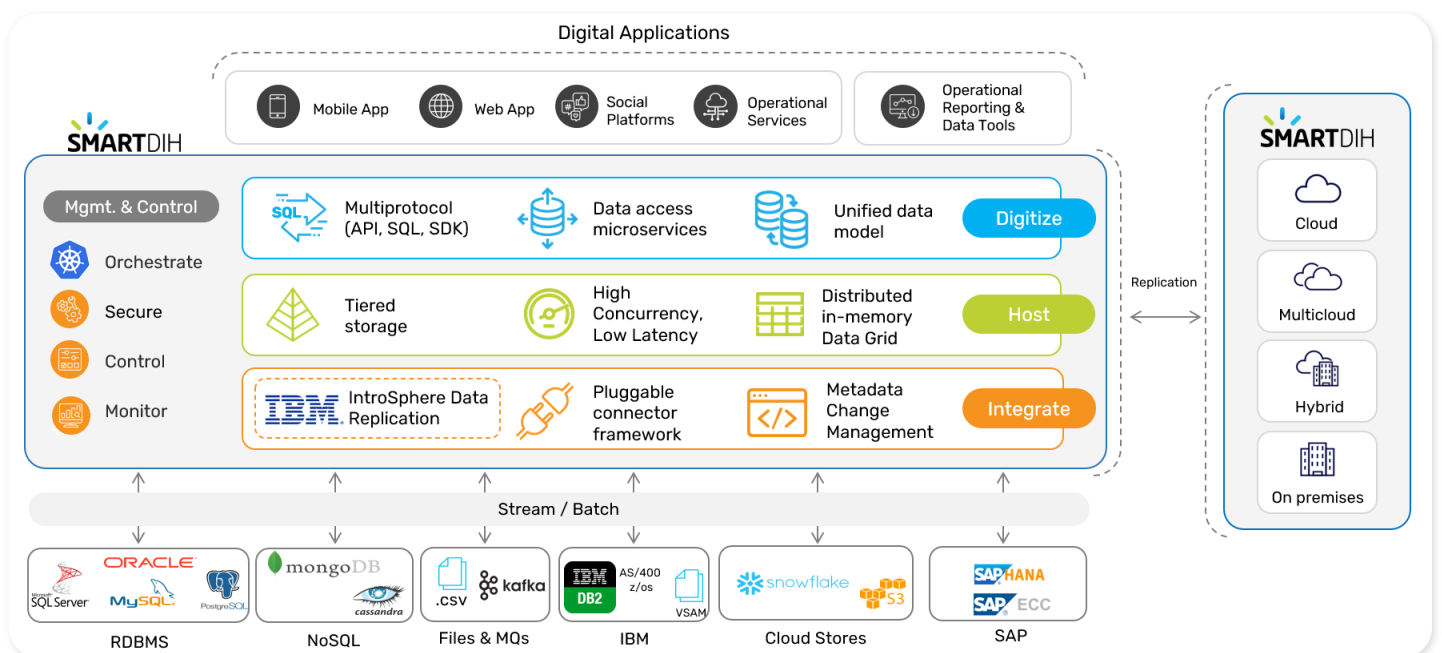 Digital Applications
Mobile App
Web App
Social
Platforms
Operational
Services
Operational
Reporting &
Data Tools
SMARTDIH
Mgmt. & Control
Orchestrate
Secure
Control
Monitor
SQL
Multiprotocol
(API, SQL, SDK)
Data access
microservices
Unified data
model
Digitize
Tiered
storage
High
Concurrency,
Low Latency
Distributed
in-memory
Data Grid
Host
IBM.
IntroSphere Data
Replication
Pluggable
connector
framework
</>
Metadata
Change
Management
Integrate
Replication
SMARTDIH
Cloud
Multicloud
Hybrid
On premises
Stream / Batch
Microsoft
SQL Server
ORACLE
MySQL
PostgreSQL
RDBMS
mongoDB
cassandra
NoSQL
.CSV
kafka
Files & MQs
IBM
DB2
AS/400
z/os
VSAM
IBM
snowflake
S3
Cloud Stores
SAP HANA
SAP ECC
SAP